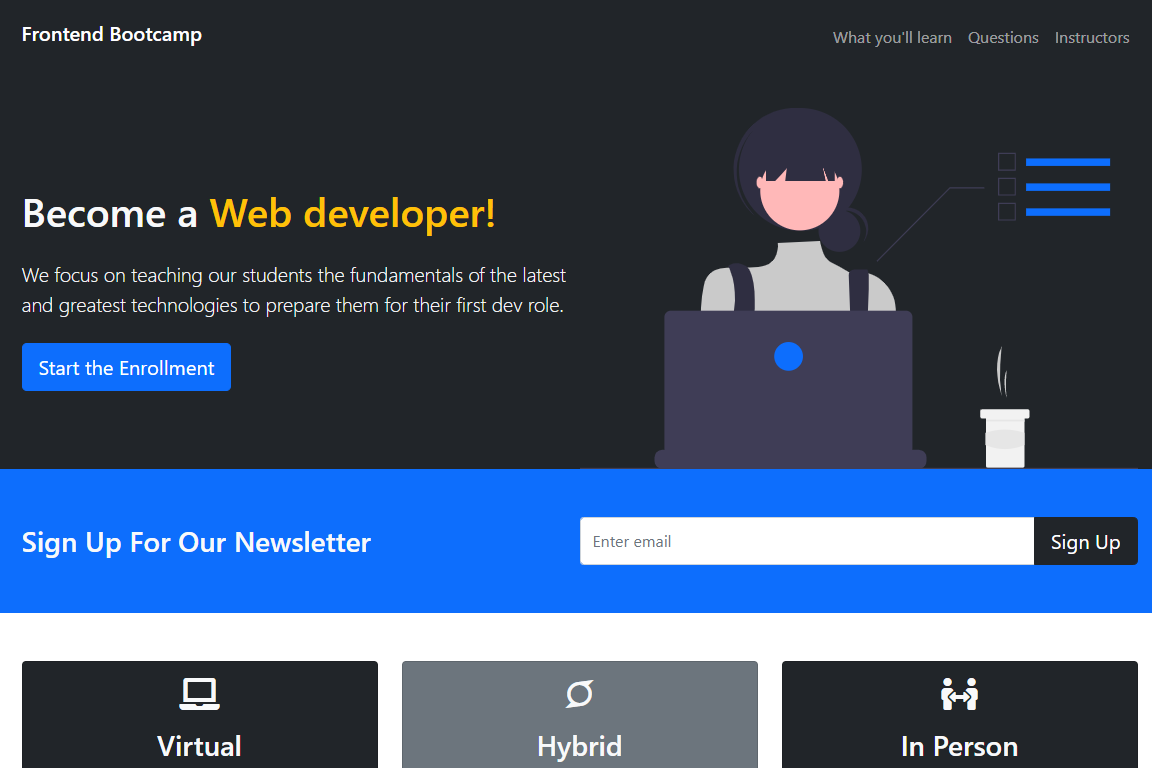 Frontend Bootcamp
What you'll learn Questions Instructors
Become a Web developer!
We focus on teaching our students the fundamentals of the latest
and greatest technologies to prepare them for their first dev role.
Start the Enrollment
Sign Up For Our Newsletter
Enter email
Sign Up
Virtual
Hybrid
In Person